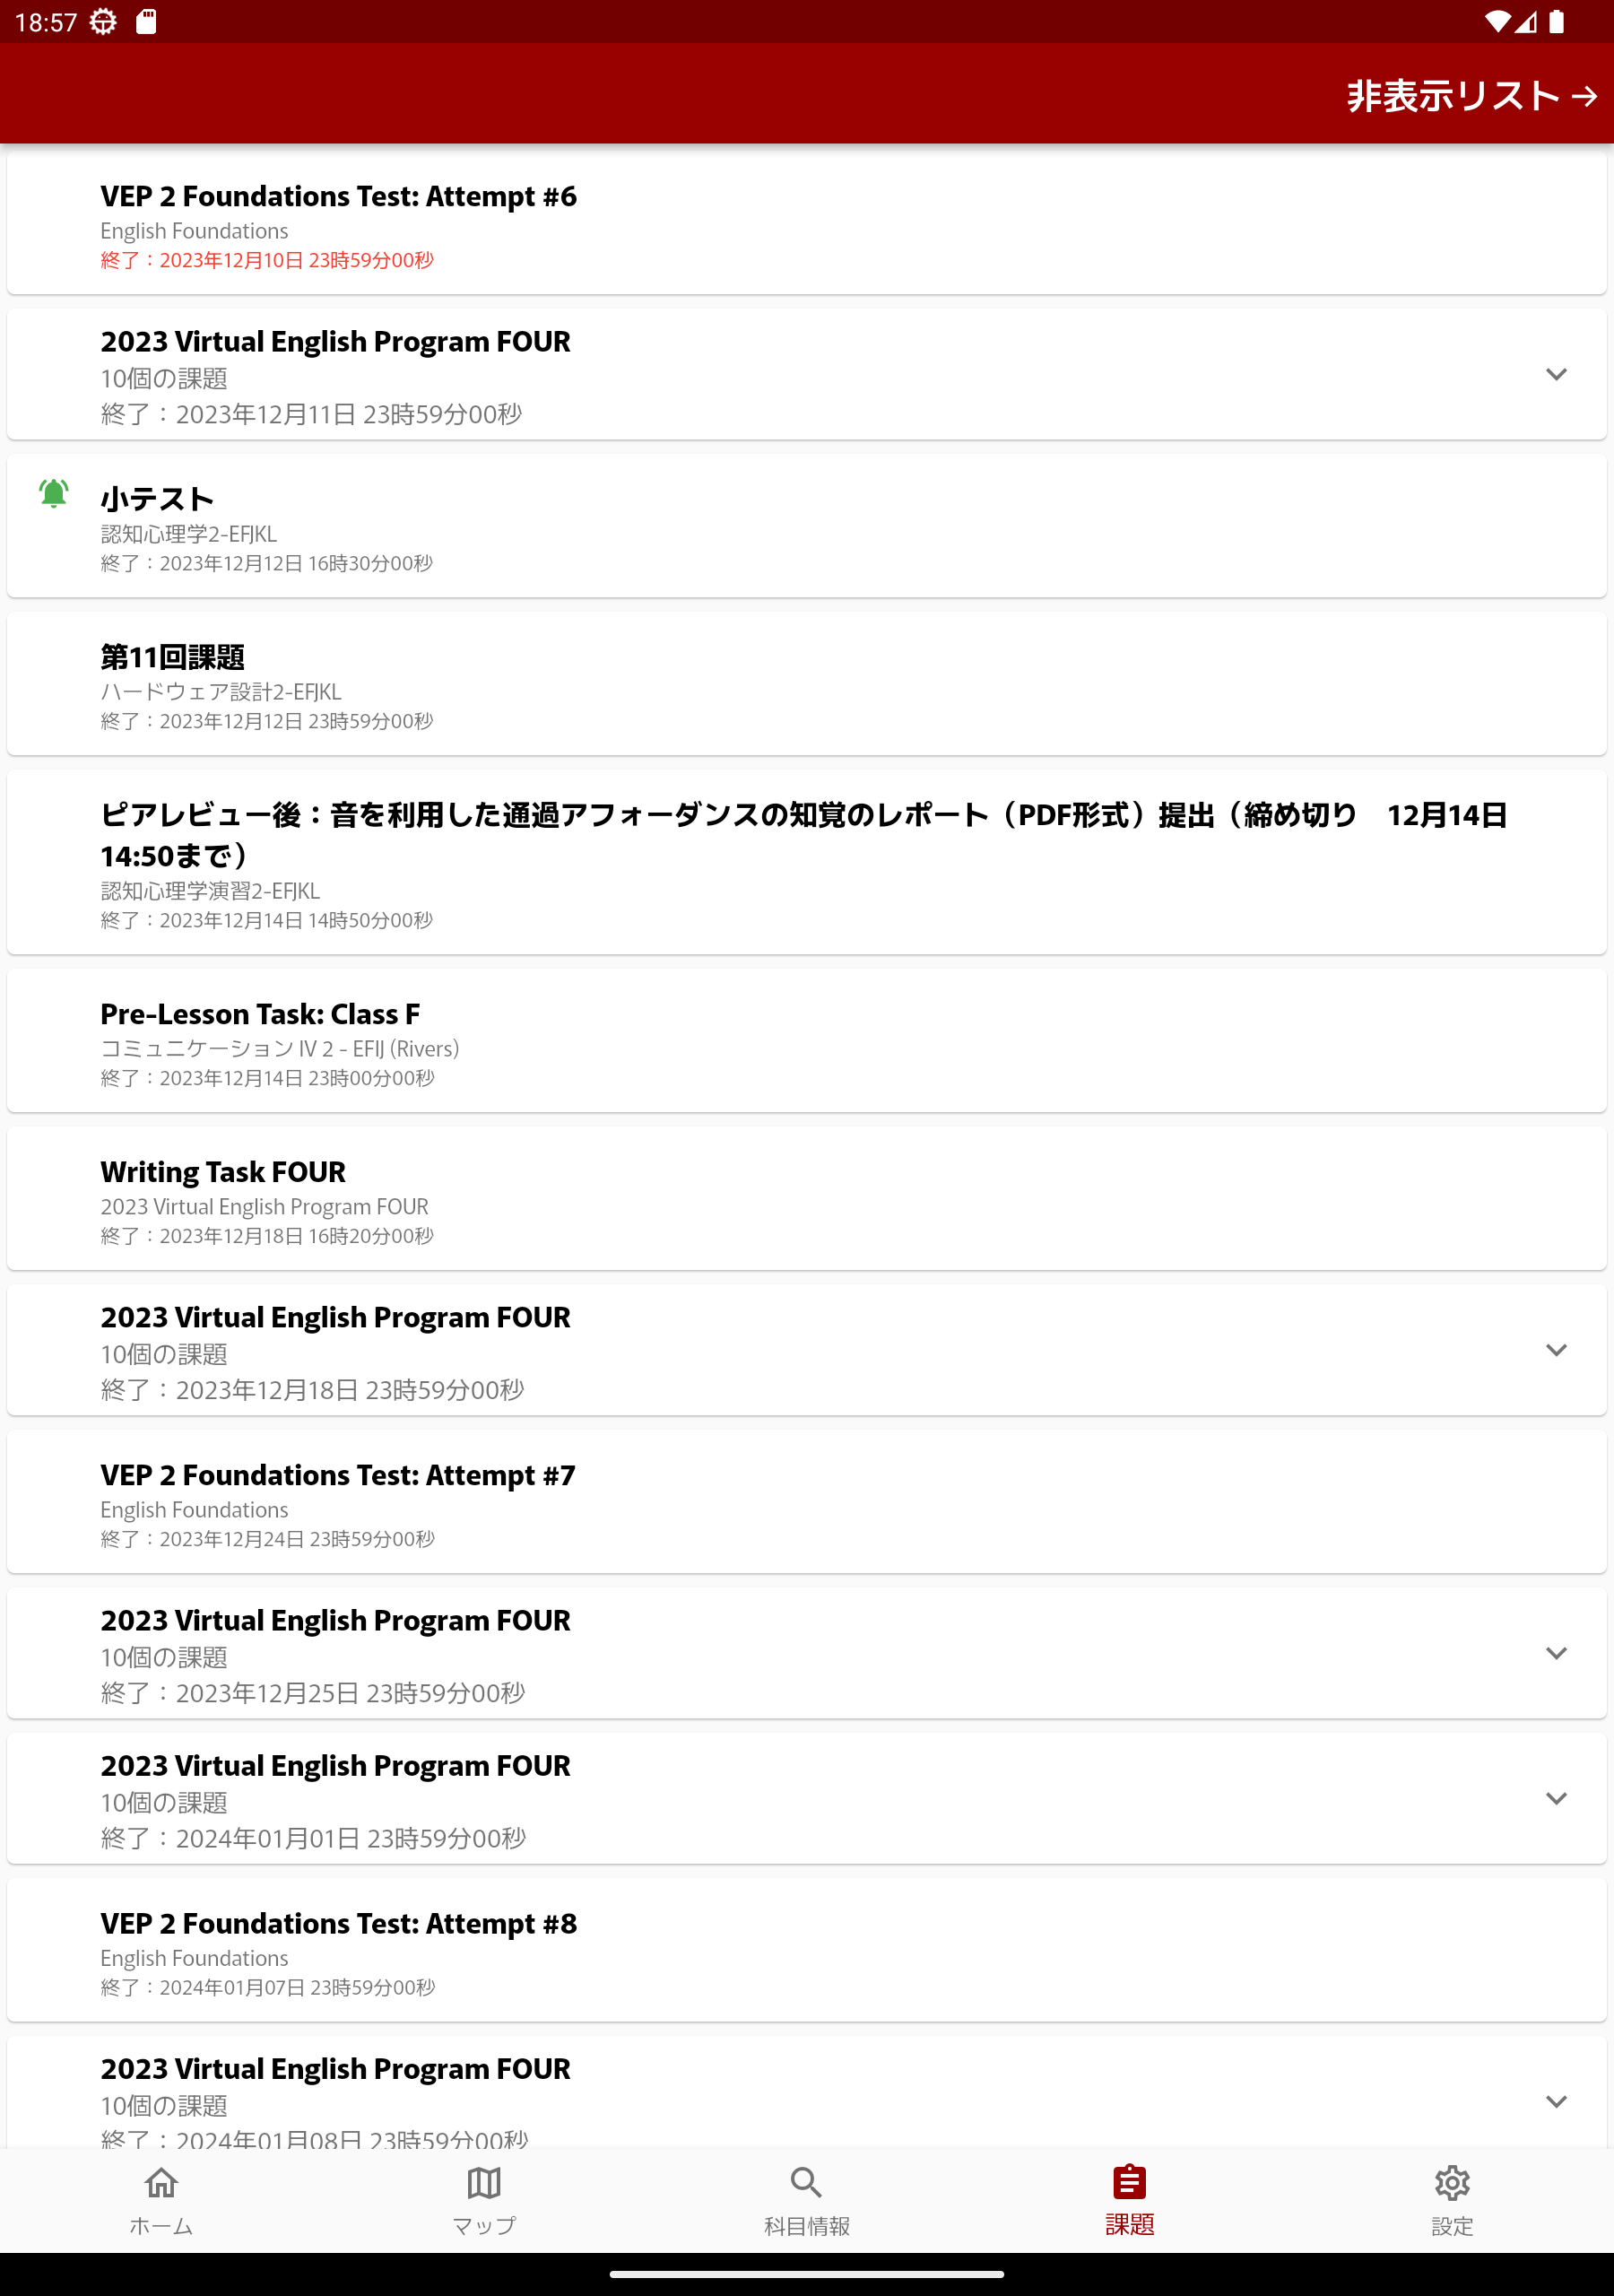 18:57
非表示リスト →
VEP 2 Foundations Test: Attempt #6
English Foundations
終了：2023年12月10日 23時59分00秒
2023 Virtual English Program FOUR
10個の課題
終了：2023年12月11日 23時59分00秒
小テスト
認知心理学2-EFJKL
終了：2023年12月12日 16時30分00秒
第11回課題
ハードウェア設計2-EFJKL
終了：2023年12月12日 23時59分00秒
ピアレビュー後：音を利用した通過アフォーダンスの知覚のレポート（PDF形式）提出（締め切り　12月14日
14:50まで）
認知心理学演習2-EFJKL
終了：2023年12月14日 14時50分00秒
Pre-Lesson Task: Class F
コミュニケーション IV 2 - EFIJ (Rivers)
終了：2023年12月14日 23時00分00秒
Writing Task FOUR
2023 Virtual English Program FOUR
終了：2023年12月18日 16時20分00秒
2023 Virtual English Program FOUR
10個の課題
終了：2023年12月18日 23時59分00秒
VEP 2 Foundations Test: Attempt #7
English Foundations
終了：2023年12月24日 23時59分00秒
2023 Virtual English Program FOUR
10個の課題
終了：2023年12月25日 23時59分00秒
2023 Virtual English Program FOUR
10個の課題
終了：2024年01月01日 23時59分00秒
VEP 2 Foundations Test: Attempt #8
English Foundations
終了：2024年01月07日 23時59分00秒
2023 Virtual English Program FOUR
10個の課題
終了：2024年01月08日 23時59分00秒
ホーム
マップ
科目情報
課題
設定